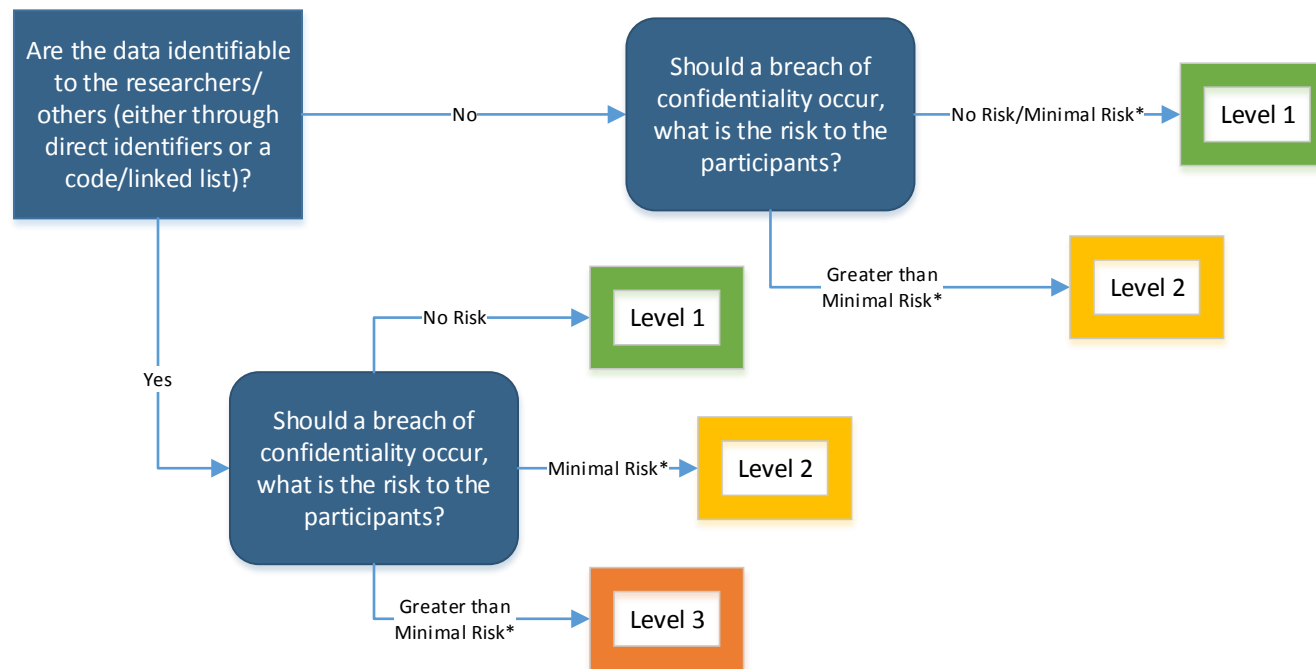 Are the data identifiable
to the researchers/
others (either through
direct identifiers or a
code/linked list)?
No
Should a breach of
confidentiality occur,
what is the risk to the
participants?
No Risk/Minimal Risk*
Level 1
Greater than
Minimal Risk*
Level 2
Yes
Should a breach of
confidentiality occur,
what is the risk to the
participants?
No Risk
Level 1
Minimal Risk*
Level 2
Greater than
Minimal Risk*
Level 3